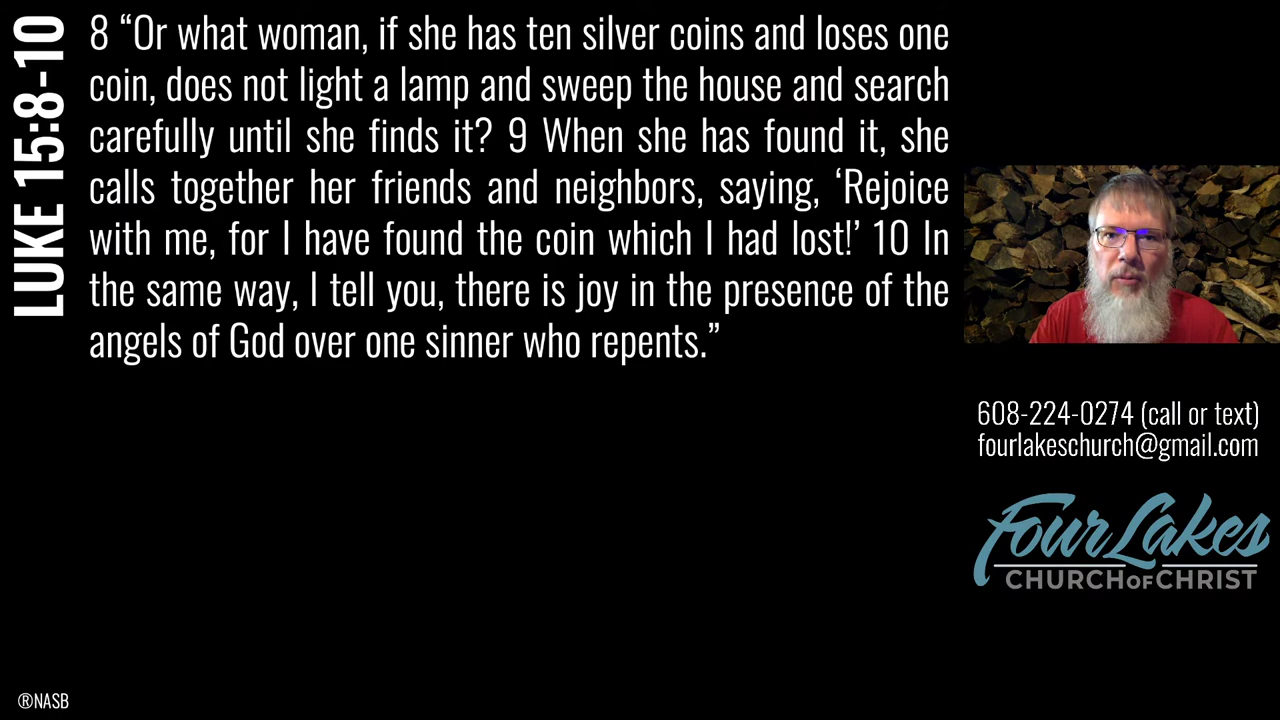 LUKE 15:8-10
8 “Or what woman, if she has ten silver coins and loses one
coin, does not light a lamp and sweep the house and search
carefully until she finds it? 9 When she has found it, she
calls together her friends and neighbors, saying, ‘Rejoice
with me, for I have found the coin which I had lost!’ 10 In
the same way, I tell you, there is joy in the presence of the
angels of God over one sinner who repents.”
608-224-0274 (call or text)
fourlakeschurch@gmail.com
Four Lakes
CHURCH OF CHRIST
®NASB